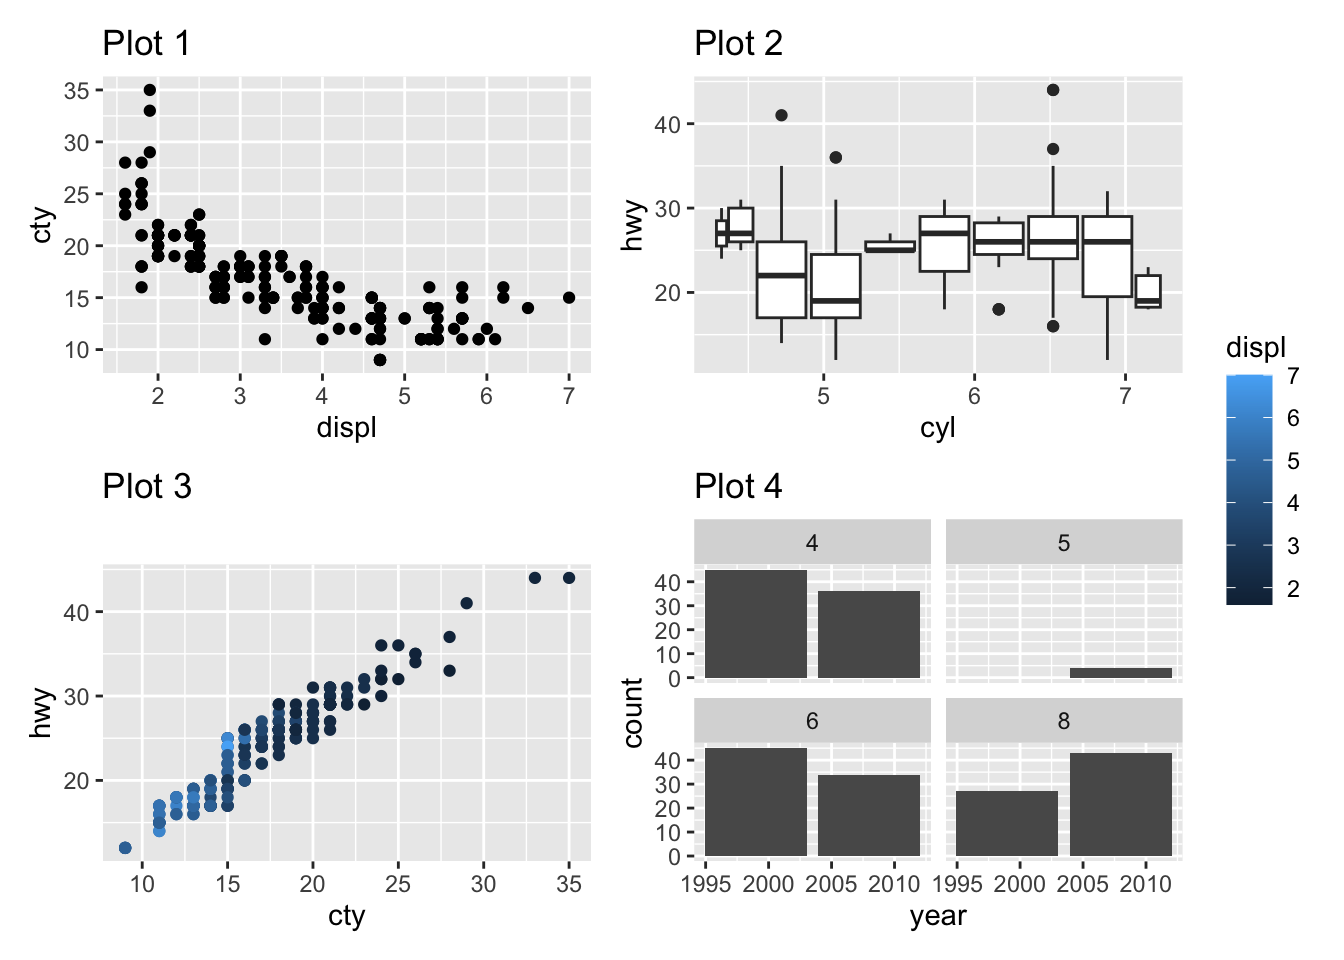 Plot 1
35
30
25
20
15
10
cty
2 3 4 5 6 7
displ
Plot 2
40
30
20
hwy
5 6 7
cyl
displ
7
6
5
4
3
2
Plot 3
40
30
20
hwy
10 15 20 25 30 35
cty
Plot 4
4 5
40
30
20
10
0
count
6 8
40
30
20
10
0
1995 2000 2005 2010 1995 2000 2005 2010
year